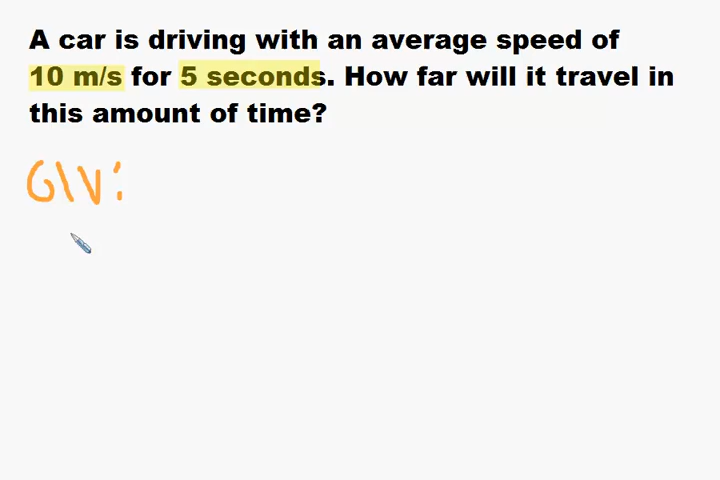 A car is driving with an average speed of
10 m/s for 5 seconds. How far will it travel in
this amount of time?
GIV: